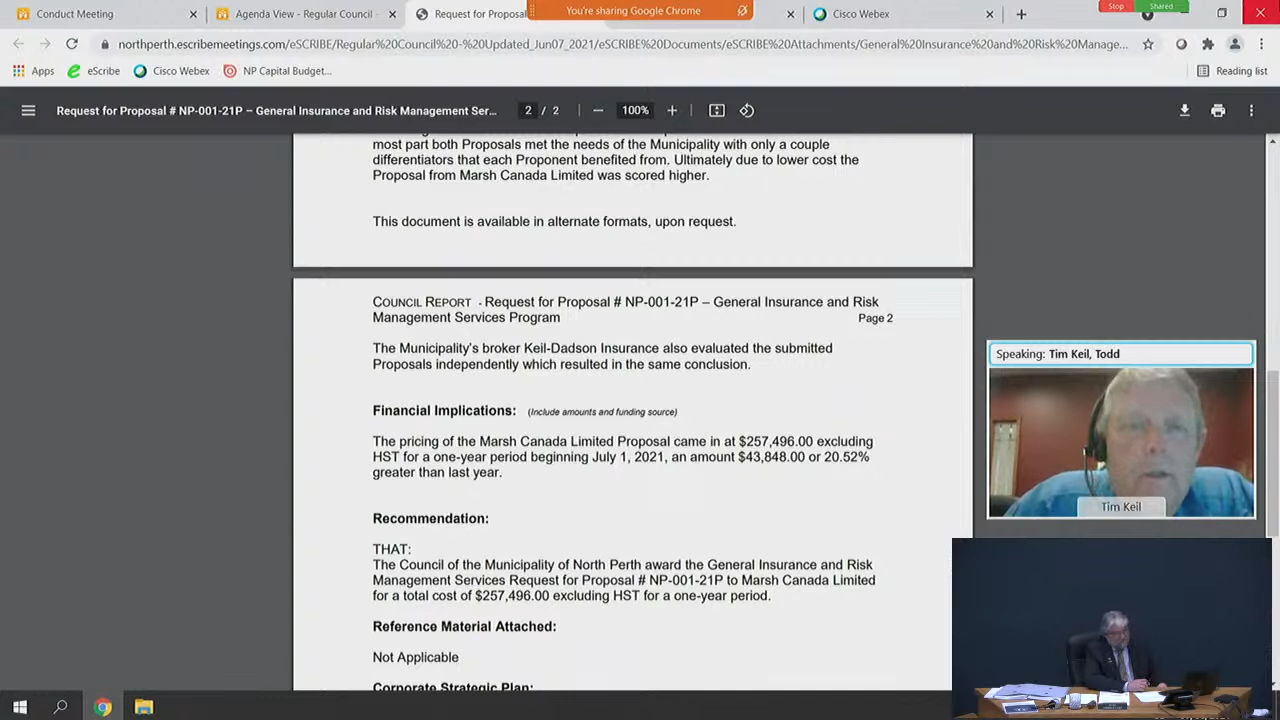 Conduct Meeting
Agenda View - Regular Council -
Request for Proposal
You're sharing Google Chrome
Cisco Webex
Stop
Shared
northperth.escribemeetings.com/eSCRIBE/Regular%20Council%20-%20Updated_Jun07_2021/eSCRIBE%20Documents/eSCRIBE%20Attachments/General%20Insurance%20and%20Risk%20Manage...
Apps
eScribe
Cisco Webex
NP Capital Budget...
Reading list
Request for Proposal # NP-001-21P – General Insurance and Risk Management Ser...
2 / 2
100%
most part both Proposals met the needs of the Municipality with only a couple
differentiators that each Proponent benefited from. Ultimately due to lower cost the
Proposal from Marsh Canada Limited was scored higher.
This document is available in alternate formats, upon request.
COUNCIL REPORT - Request for Proposal # NP-001-21P – General Insurance and Risk
Management Services Program
Page 2
The Municipality's broker Keil-Dadson Insurance also evaluated the submitted
Proposals independently which resulted in the same conclusion.
Financial Implications: (Include amounts and funding source)
The pricing of the Marsh Canada Limited Proposal came in at $257,496.00 excluding
HST for a one-year period beginning July 1, 2021, an amount $43,848.00 or 20.52%
greater than last year.
Recommendation:
THAT:
The Council of the Municipality of North Perth award the General Insurance and Risk
Management Services Request for Proposal # NP-001-21P to Marsh Canada Limited
for a total cost of $257,496.00 excluding HST for a one-year period.
Reference Material Attached:
Not Applicable
Corporate Strategic Plan:
Speaking: Tim Keil, Todd
Tim Keil